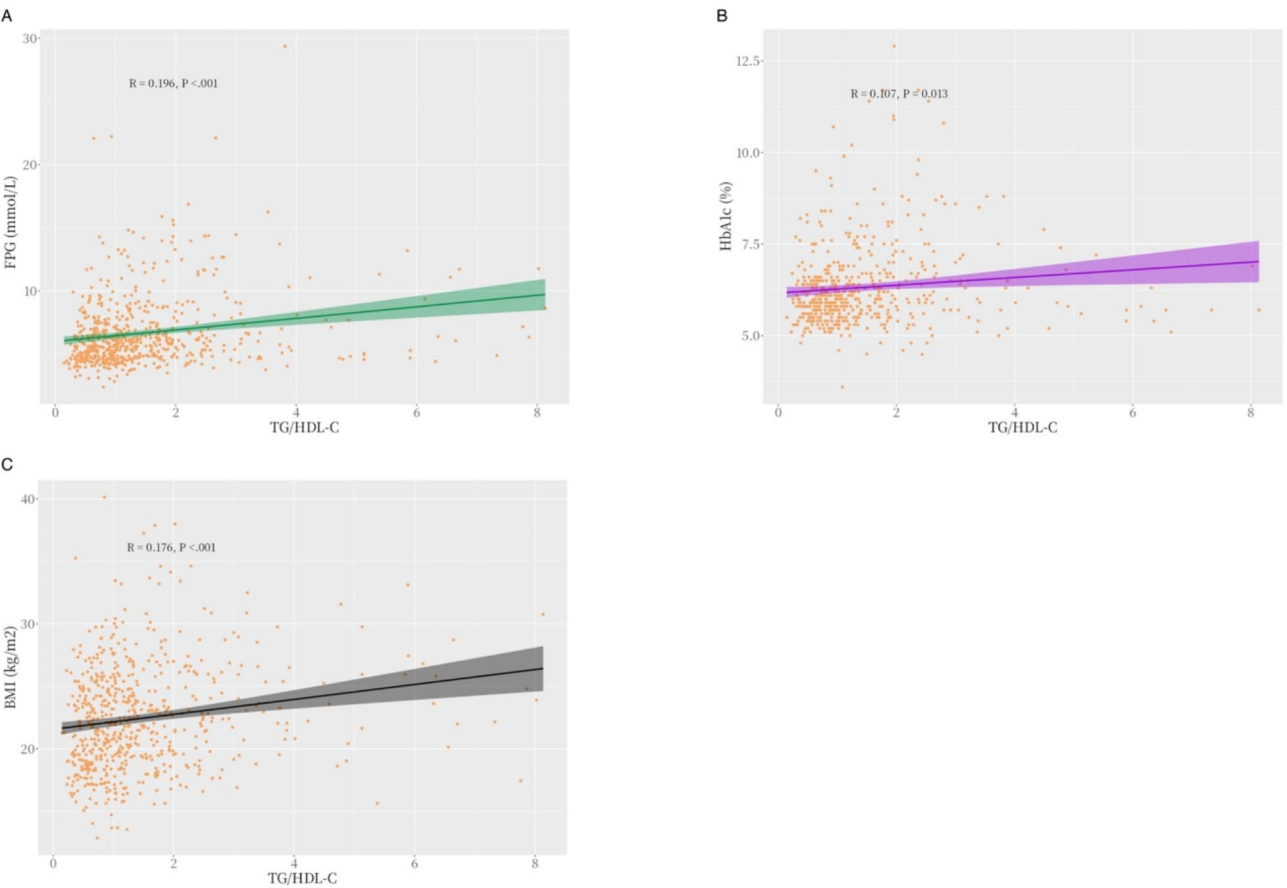 A
30
20
10
FPG (mmol/L)
R = 0.196, P <.001
0 2 4 6 8
TG/HDL-C
B
12.5
10.0
7.5
5.0
HbA1c (%)
R = 0.107, P = 0.013
0 2 4 6 8
TG/HDL-C
C
40
30
20
BMI (kg/m2)
R = 0.176, P <.001
0 2 4 6 8
TG/HDL-C